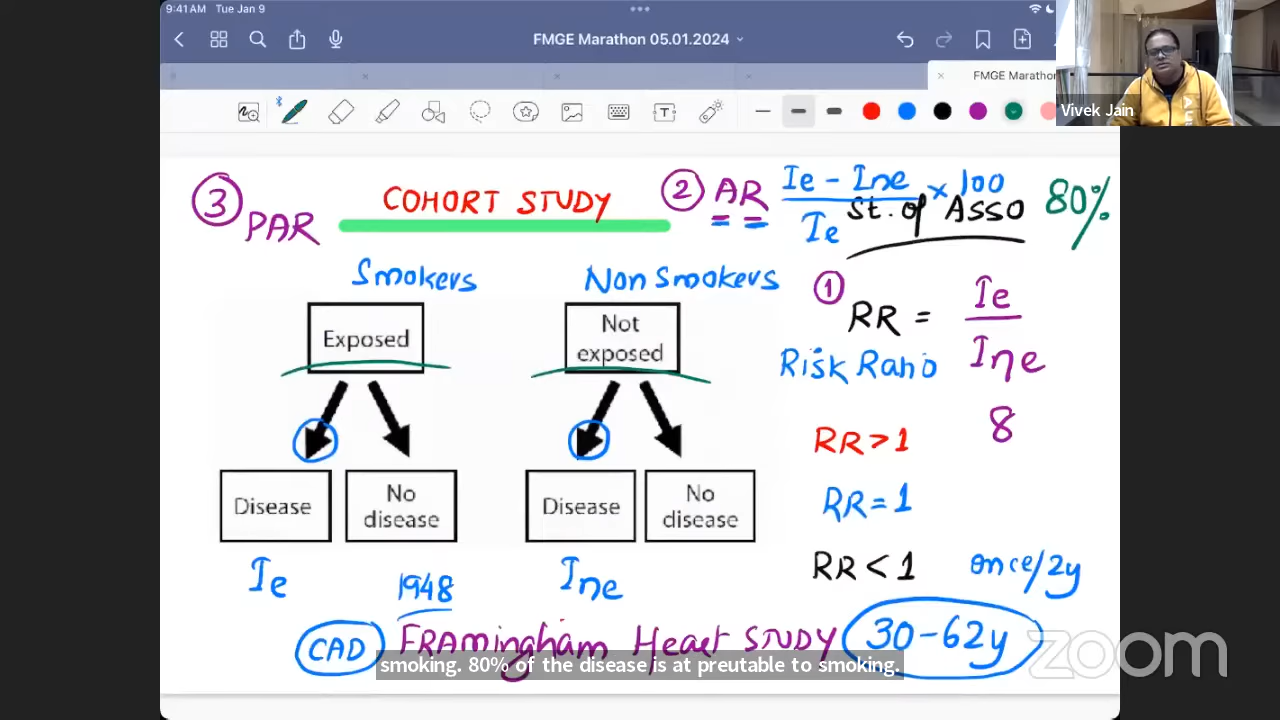 9:41 AM Tue Jan 9
FMGE Marathon 05.01.2024
FMGE Marathon
Vivek Jain
③ PAR
COHORT STUDY
② AR
Ie - Ine × 100
Ie
80%
St. of Asso
Smokers
Non Smokers
Exposed
Not
exposed
① RR = Ie
Ine
Risk Ratio
8
RR > 1
RR = 1
RR < 1
Disease
No
disease
Disease
No
disease
Ie
1948
Ine
once/2y
CAD
FRAmingham Heart STUDY
30-62y
smoking. 80% of the disease is at preutable to smoking.
zoom